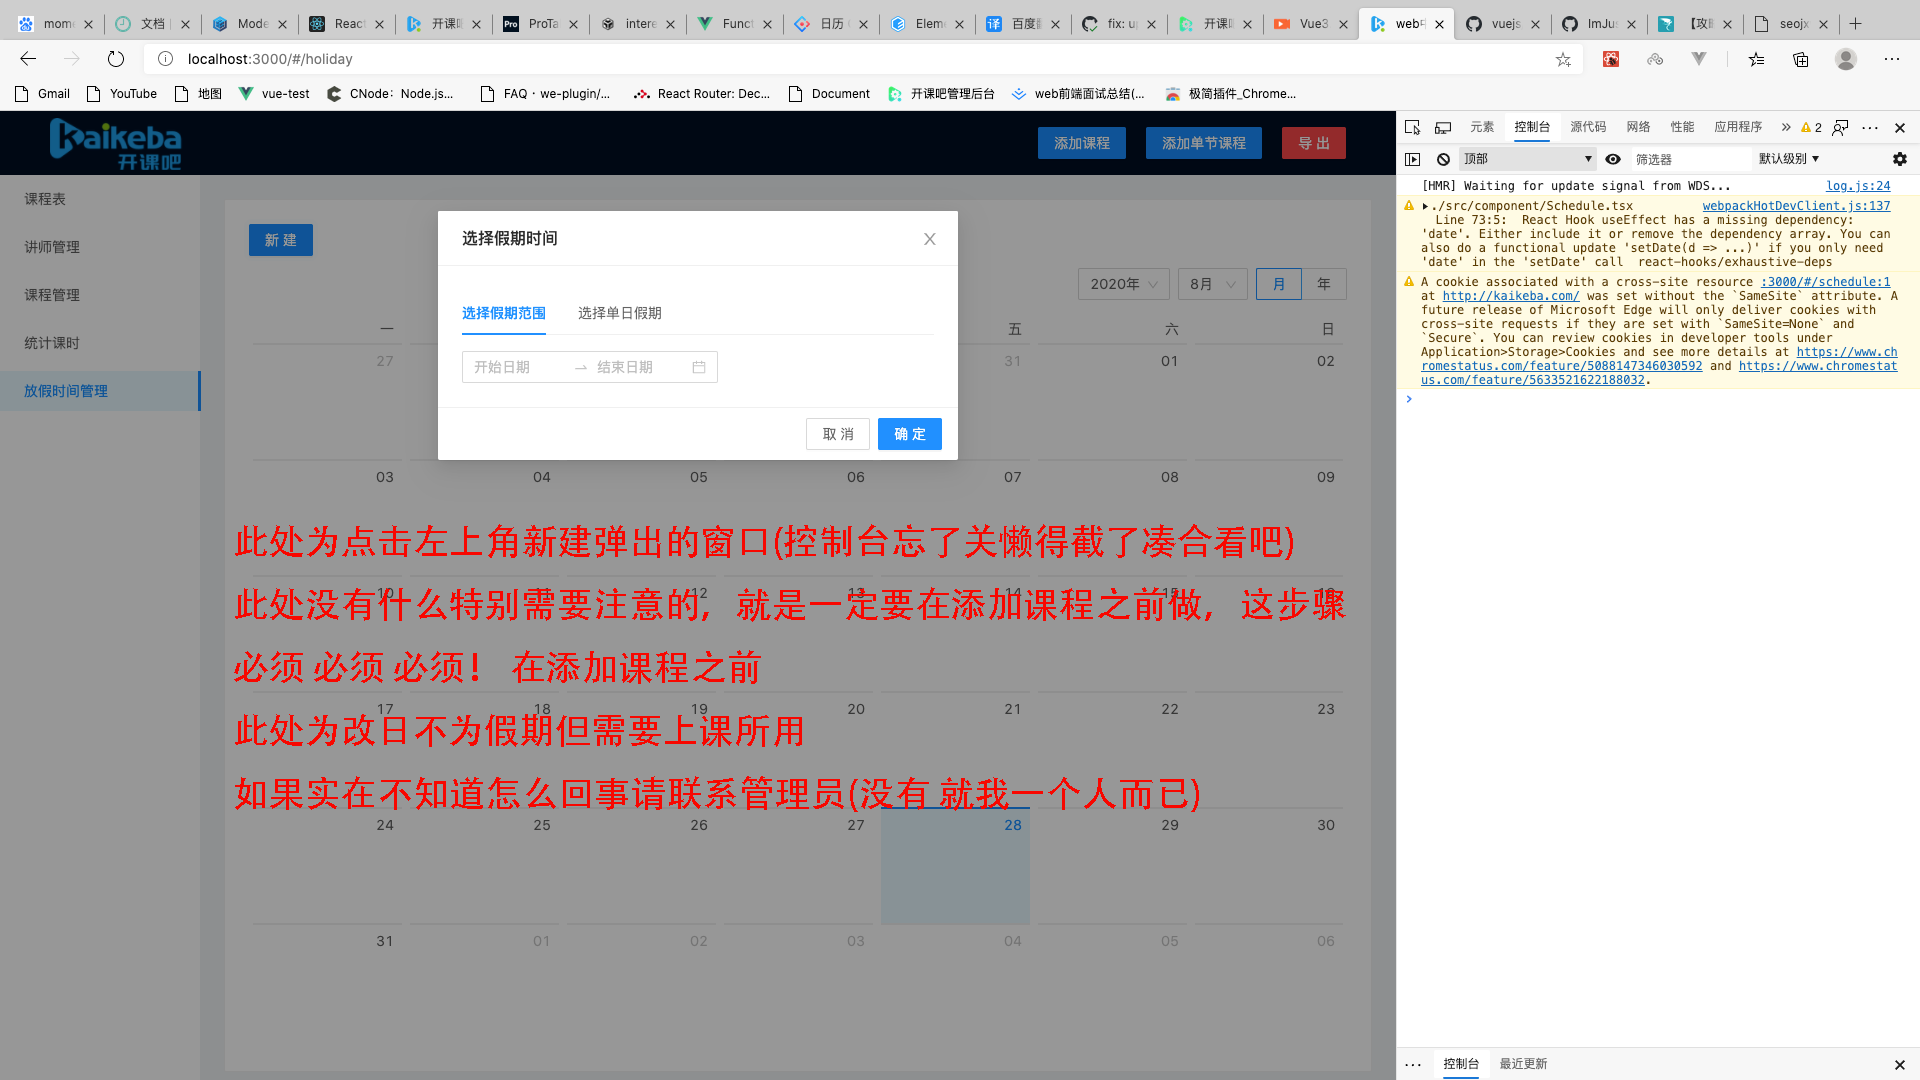 mom
文档
Mode
React
开课吧
ProTa
intere
Funct
日历
Eleme
百度翻
fix: u
开课吧
Vue3
web
vuejs
ImJu
【攻
seojx
localhost:3000/#/holiday
Gmail
YouTube
地图
vue-test
CNode：Node.js...
FAQ · we-plugin/...
React Router: Dec...
Document
开课吧管理后台
web前端面试总结(...
极简插件_Chrome...
Kaikeba
开课吧
添加课程
添加单节课程
导 出
课程表
讲师管理
课程管理
统计课时
放假时间管理
新 建
选择假期时间
选择假期范围 选择单日假期
开始日期 结束日期
取 消 确 定
2020年 8月 月 年
一 五 六 日
27 31 01 02
03 04 05 06 07 08 09
此处为点击左上角新建弹出的窗口(控制台忘了关懒得截了凑合看吧)
10 11 12 13 14 15 16
此处没有什么特别需要注意的，就是一定要在添加课程之前做，这步骤
必须 必须 必须！ 在添加课程之前
17 18 19 20 21 22 23
此处为改日不为假期但需要上课所用
如果实在不知道怎么回事请联系管理员(没有 就我一个人而已)
24 25 26 27 28 29 30
31 01 02 03 04 05 06
元素 控制台 源代码 网络 性能 应用程序 » 2
顶部 筛选器 默认级别
[HMR] Waiting for update signal from WDS... log.js:24
./src/component/Schedule.tsx webpackHotDevClient.js:137
Line 73:5: React Hook useEffect has a missing dependency:
'date'. Either include it or remove the dependency array. You can
also do a functional update 'setDate(d => ...)' if you only need
'date' in the 'setDate' call react-hooks/exhaustive-deps
A cookie associated with a cross-site resource :3000/#/schedule:1
at http://kaikeba.com/ was set without the `SameSite` attribute. A
future release of Microsoft Edge will only deliver cookies with
cross-site requests if they are set with `SameSite=None` and
`Secure`. You can review cookies in developer tools under
Application>Storage>Cookies and see more details at https://www.ch
romestatus.com/feature/5088147346030592 and https://www.chromestat
us.com/feature/5633521622188032.
控制台 最近更新